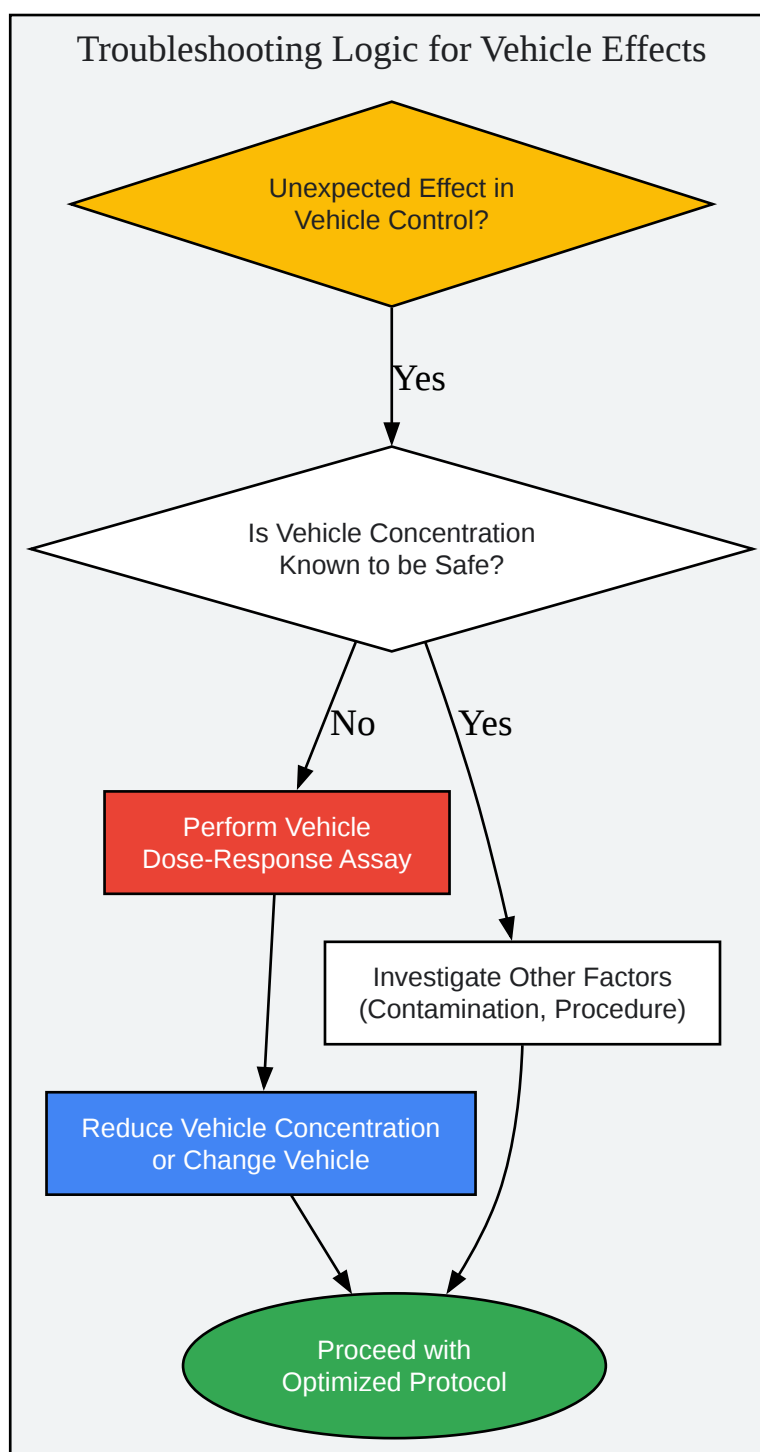 Troubleshooting Logic for Vehicle Effects
Unexpected Effect in
Vehicle Control?
Yes
Is Vehicle Concentration
Known to be Safe?
No
Yes
Perform Vehicle
Dose-Response Assay
Investigate Other Factors
(Contamination, Procedure)
Reduce Vehicle Concentration
or Change Vehicle
Proceed with
Optimized Protocol